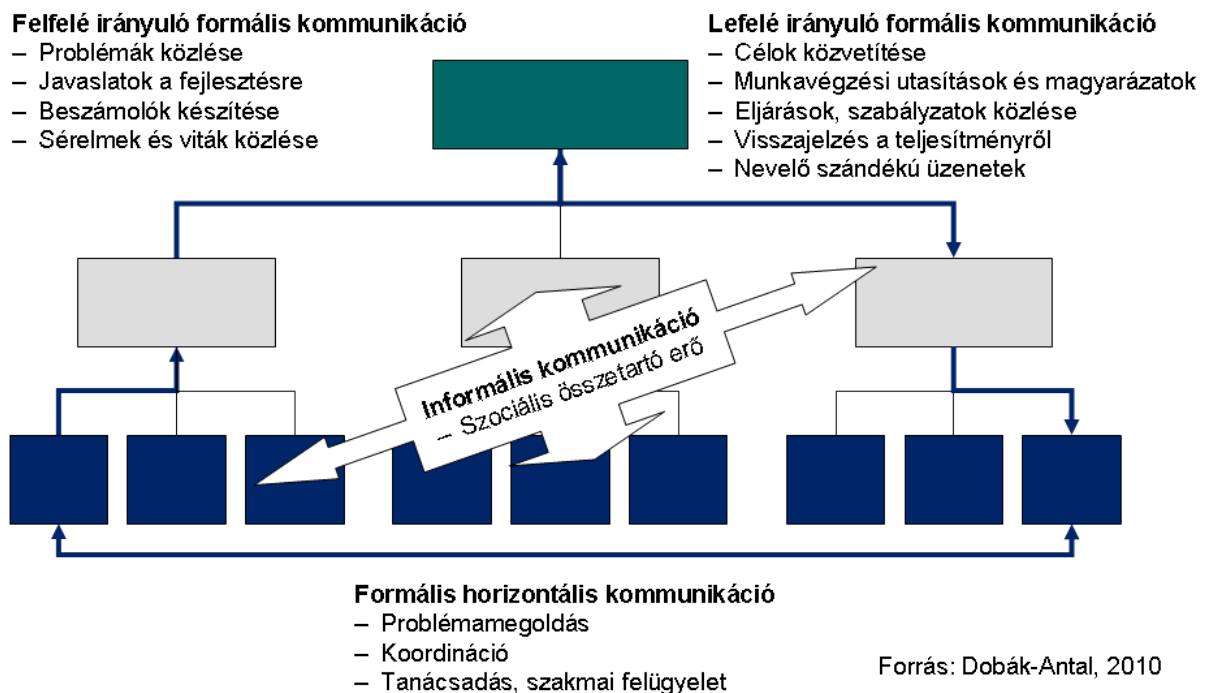 Felfelé irányuló formális kommunikáció
– Problémák közlése
– Javaslatok a fejlesztésre
– Beszámolók készítése
– Sérelmek és viták közlése
Lefelé irányuló formális kommunikáció
– Célok közvetítése
– Munkavégzési utasítások és magyarázatok
– Eljárások, szabályzatok közlése
– Visszajelzés a teljesítményről
– Nevelő szándékú üzenetek
Informális kommunikáció
– Szociális összetartó erő
Formális horizontális kommunikáció
– Problémamegoldás
– Koordináció
– Tanácsadás, szakmai felügyelet
Forrás: Dobák-Antal, 2010